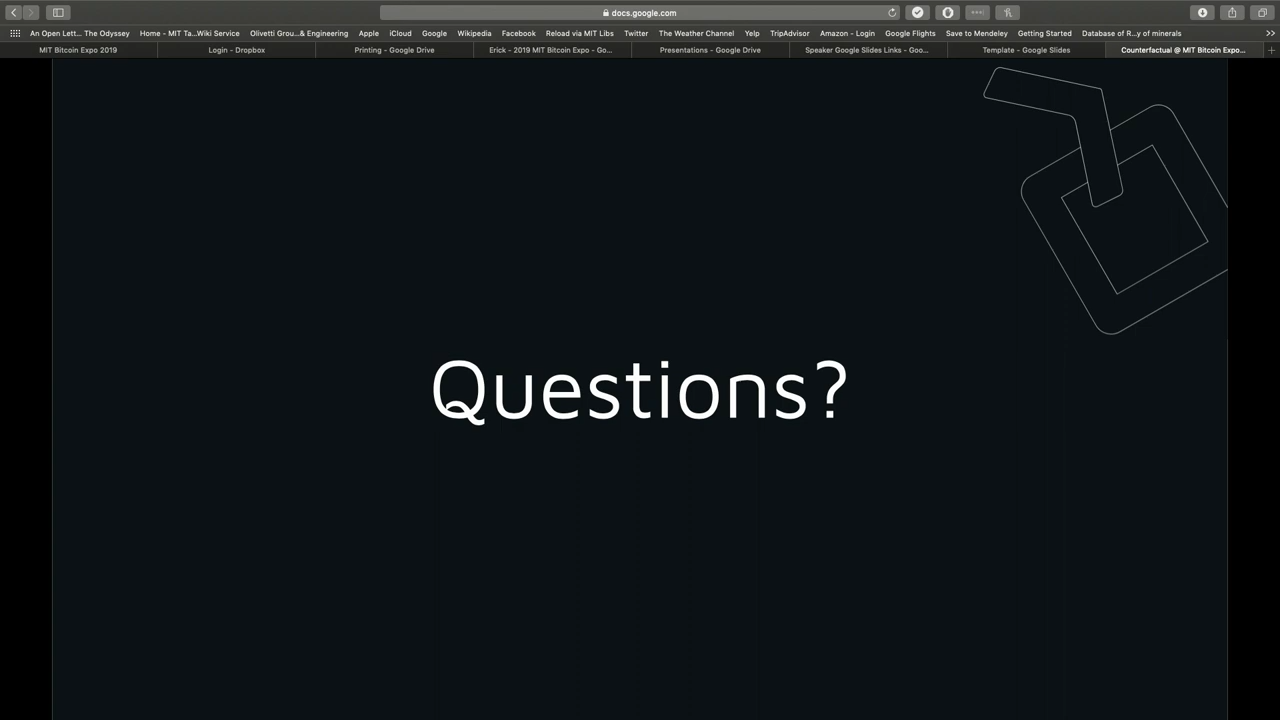 docs.google.com
An Open Lett... The Odyssey Home - MIT Ta...Wiki Service Olivetti Grou...& Engineering Apple iCloud Google Wikipedia Facebook Reload via MIT Libs Twitter The Weather Channel Yelp TripAdvisor Amazon - Login Google Flights Save to Mendeley Getting Started Database of R...y of minerals
MIT Bitcoin Expo 2019 Login - Dropbox Printing - Google Drive Erick - 2019 MIT Bitcoin Expo - Go... Presentations - Google Drive Speaker Google Slides Links - Goo... Template - Google Slides Counterfactual @ MIT Bitcoin Expo...
Questions?